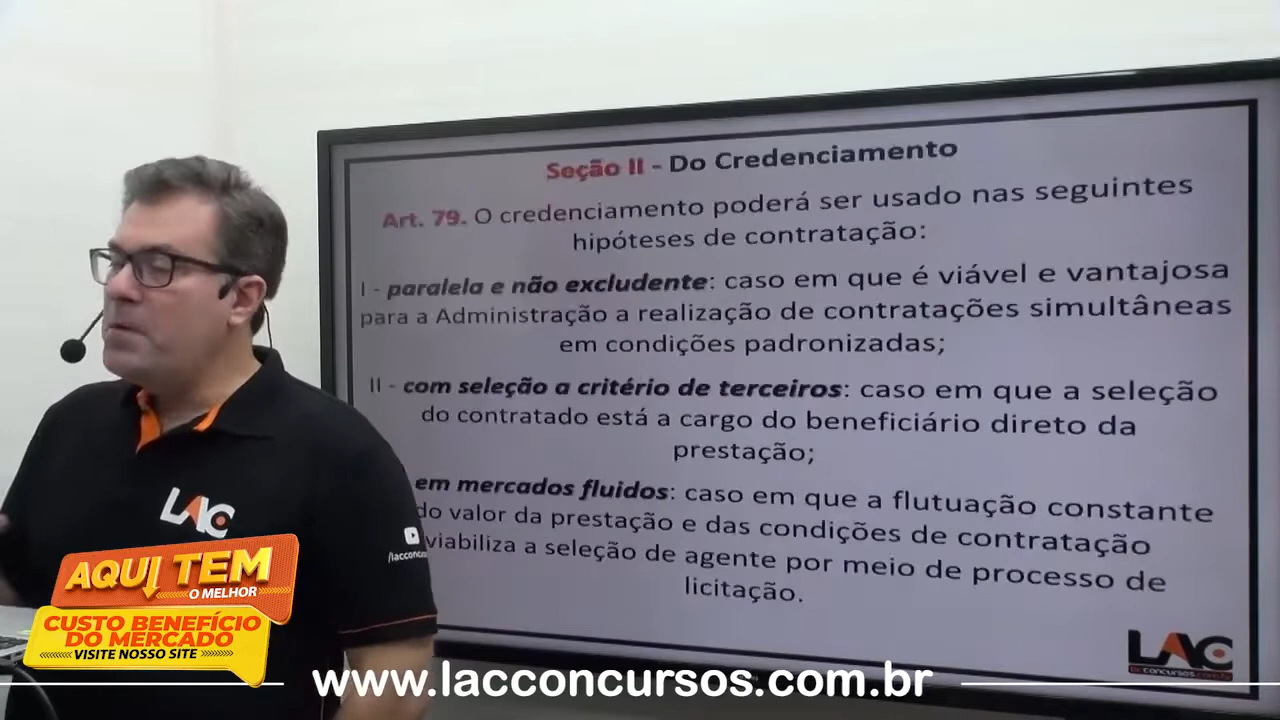 Seção II - Do Credenciamento
Art. 79. O credenciamento poderá ser usado nas seguintes
hipóteses de contratação:
I - paralela e não excludente: caso em que é viável e vantajosa
para a Administração a realização de contratações simultâneas
em condições padronizadas;
II - com seleção a critério de terceiros: caso em que a seleção
do contratado está a cargo do beneficiário direto da
prestação;
em mercados fluidos: caso em que a flutuação constante
do valor da prestação e das condições de contratação
viabiliza a seleção de agente por meio de processo de
licitação.
LAC
concursos.com.br
LAC
/lacconcu
AQUI TEM
O MELHOR
CUSTO BENEFÍCIO
DO MERCADO
VISITE NOSSO SITE
www.lacconcursos.com.br